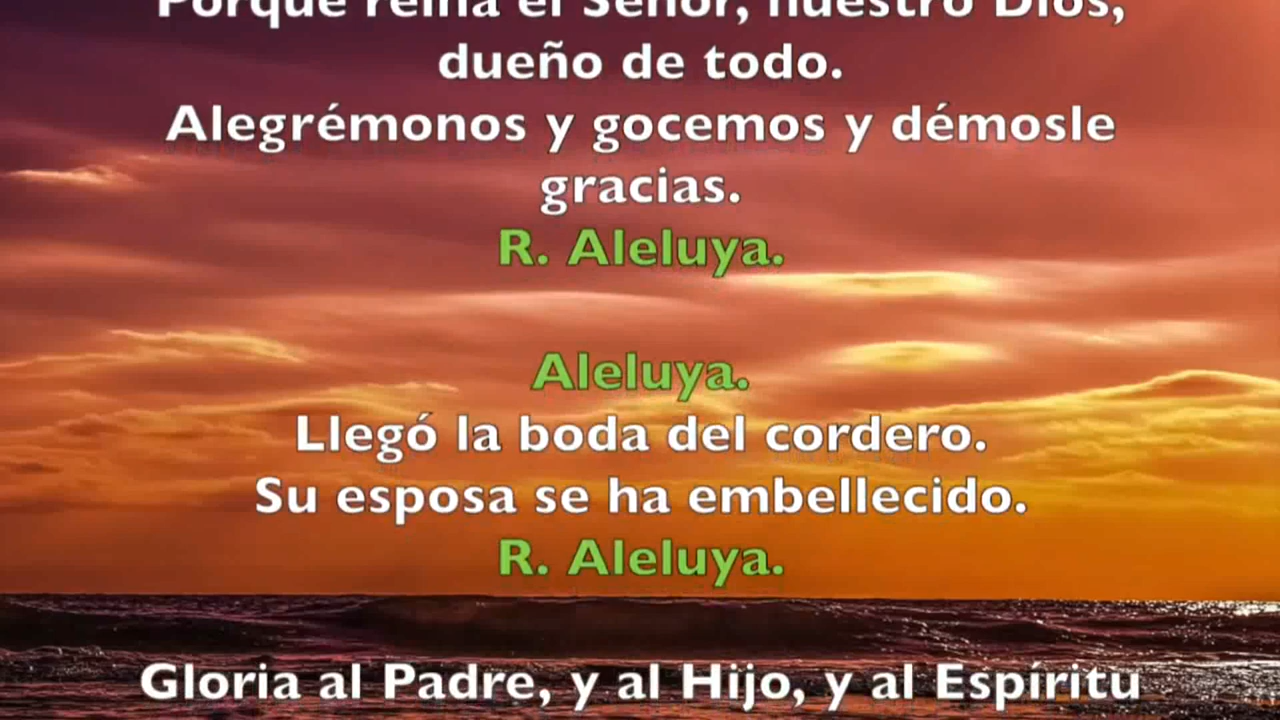 Porque reina el Señor, nuestro Dios,
dueño de todo.
Alegrémonos y gocemos y démosle
gracias.
R. Aleluya.
Aleluya.
Llegó la boda del cordero.
Su esposa se ha embellecido.
R. Aleluya.
Gloria al Padre, y al Hijo, y al Espíritu